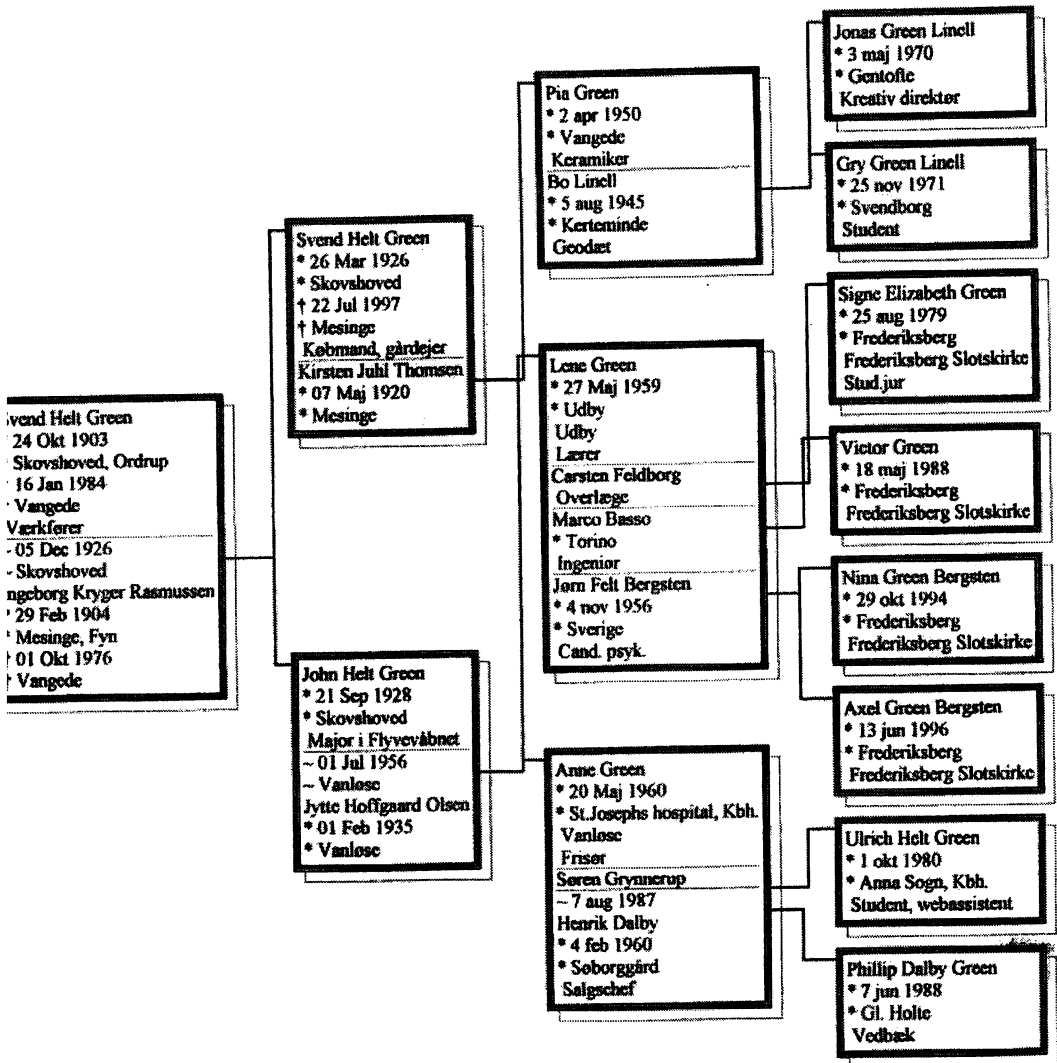 Svend Helt Green
24 Okt 1903
Skovshoved, Ordrup
16 Jan 1984
Vangede
Værkfører
~ 05 Dec 1926
~ Skovshoved
Ingeborg Kryger Rasmussen
* 29 Feb 1904
* Mesinge, Fyn
† 01 Okt 1976
† Vangede
Svend Helt Green
* 26 Mar 1926
* Skovshoved
† 22 Jul 1997
† Mesinge
Købmand, gårdejer
Kirsten Juhl Thomsen
* 07 Maj 1920
* Mesinge
John Helt Green
* 21 Sep 1928
* Skovshoved
Major i Flyvevåbnet
~ 01 Jul 1956
~ Vanløse
Jytte Hoffgaard Olsen
* 01 Feb 1935
* Vanløse
Pia Green
* 2 apr 1950
* Vangede
Keramiker
Bo Linell
* 5 aug 1945
* Kerteminde
Geodæt
Lene Green
* 27 Maj 1959
* Udby
Udby
Lærer
Carsten Feldborg
Overlæge
Marco Basso
* Torino
Ingeniør
Jørn Felt Bergsten
* 4 nov 1956
* Sverige
Cand. psyk.
Anne Green
* 20 Maj 1960
* St.Josephs hospital, Kbh.
Vanløse
Frisør
Søren Grynnerup
~ 7 aug 1987
Henrik Dalby
* 4 feb 1960
* Søborggård
Salgschef
Jonas Green Linell
* 3 maj 1970
* Gentofte
Kreativ direktør
Gry Green Linell
* 25 nov 1971
* Svendborg
Student
Signe Elizabeth Green
* 25 aug 1979
* Frederiksberg
Frederiksberg Slotskirke
Stud.jur
Victor Green
* 18 maj 1988
* Frederiksberg
Frederiksberg Slotskirke
Nina Green Bergsten
* 29 okt 1994
* Frederiksberg
Frederiksberg Slotskirke
Axel Green Bergsten
* 13 jun 1996
* Frederiksberg
Frederiksberg Slotskirke
Ulrich Helt Green
* 1 okt 1980
* Anna Sogn, Kbh.
Student, webassistent
Phillip Dalby Green
* 7 jun 1988
* Gl. Holte
Vedbæk